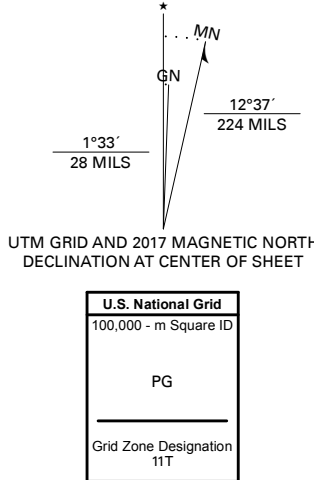 ★
MN
GN
1°33´
28 MILS
12°37´
224 MILS
UTM GRID AND 2017 MAGNETIC NORTH
DECLINATION AT CENTER OF SHEET
U.S. National Grid
100,000 - m Square ID
PG
Grid Zone Designation
11T